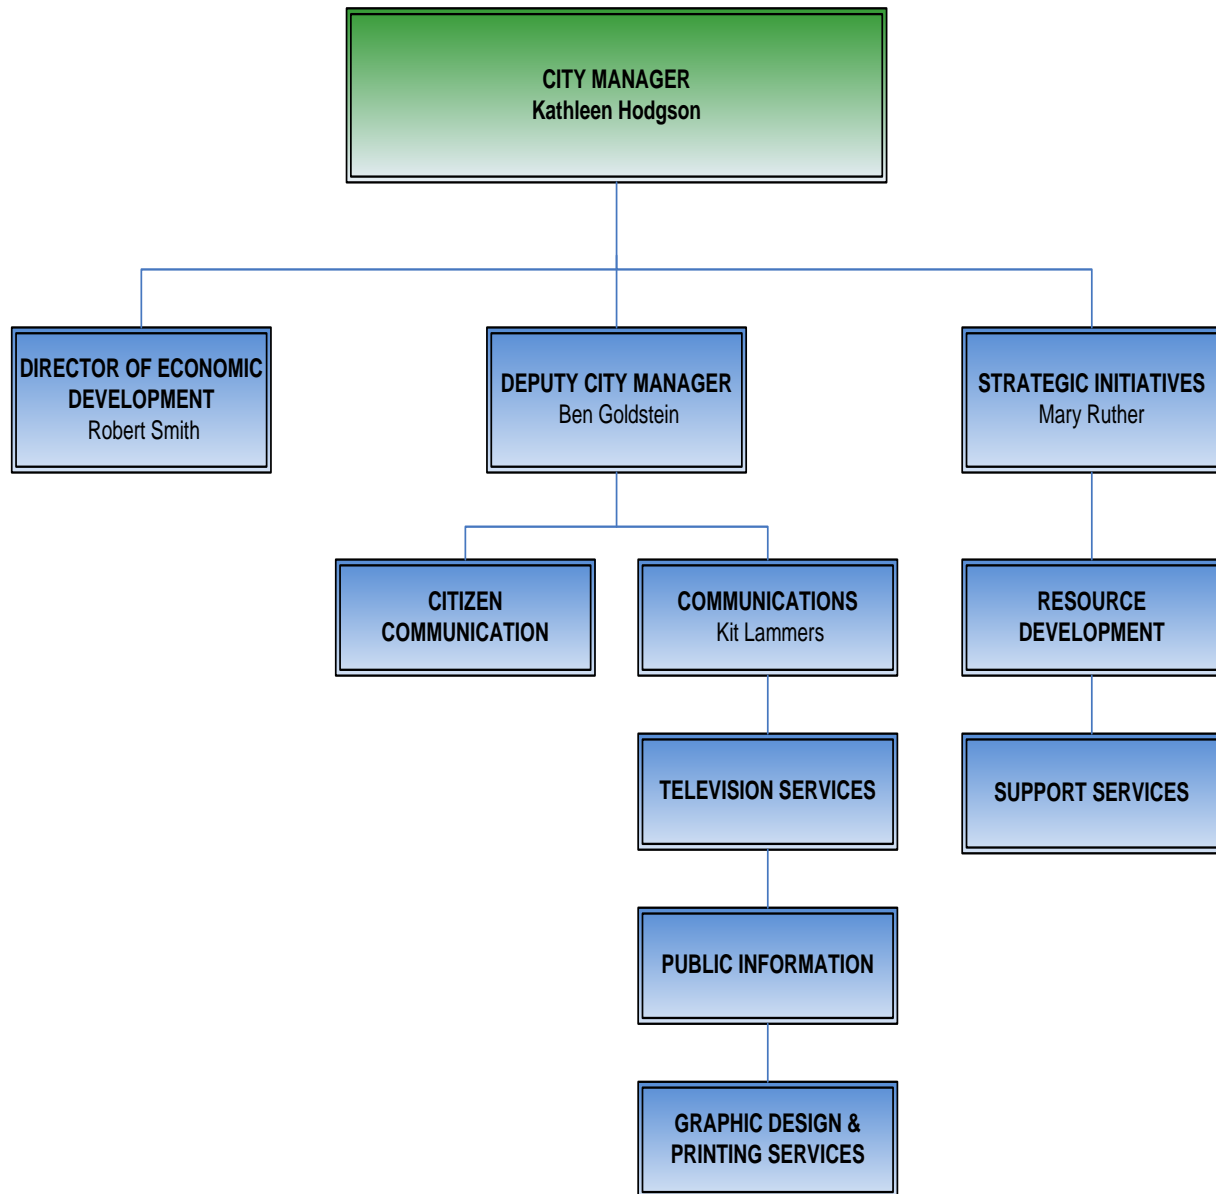 CITY MANAGER
Kathleen Hodgson
DIRECTOR OF ECONOMIC
DEVELOPMENT
Robert Smith
DEPUTY CITY MANAGER
Ben Goldstein
STRATEGIC INITIATIVES
Mary Ruther
CITIZEN
COMMUNICATION
COMMUNICATIONS
Kit Lammers
RESOURCE
DEVELOPMENT
TELEVISION SERVICES
SUPPORT SERVICES
PUBLIC INFORMATION
GRAPHIC DESIGN &
PRINTING SERVICES